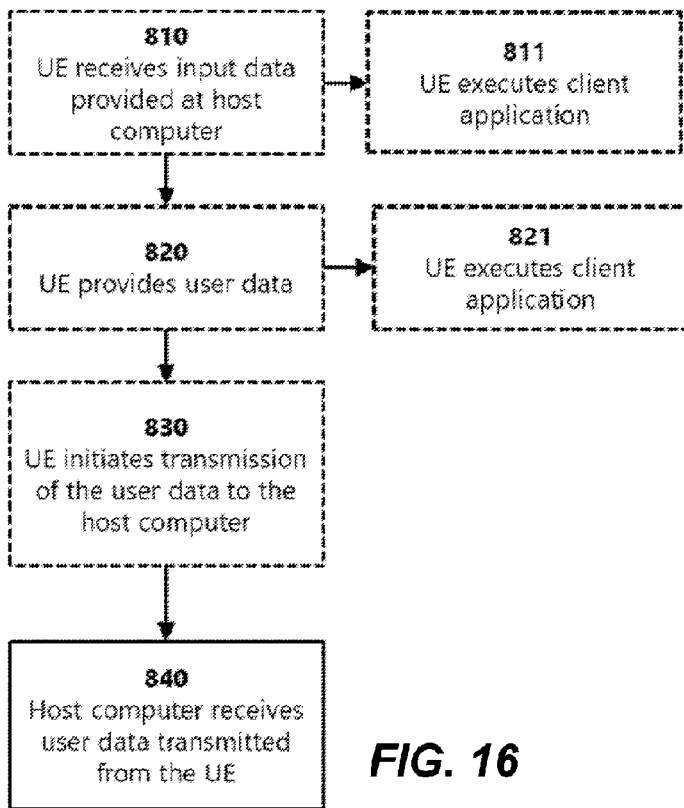 810
UE receives input data
provided at host
computer
811
UE executes client
application
820
UE provides user data
821
UE executes client
application
830
UE initiates transmission
of the user data to the
host computer
840
Host computer receives
user data transmitted
from the UE
FIG. 16